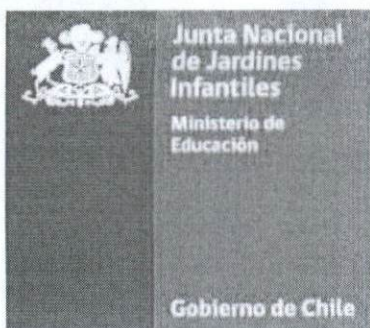 Junta Nacional
de Jardines
Infantiles
Ministerio de
Educación
Gobierno de Chile